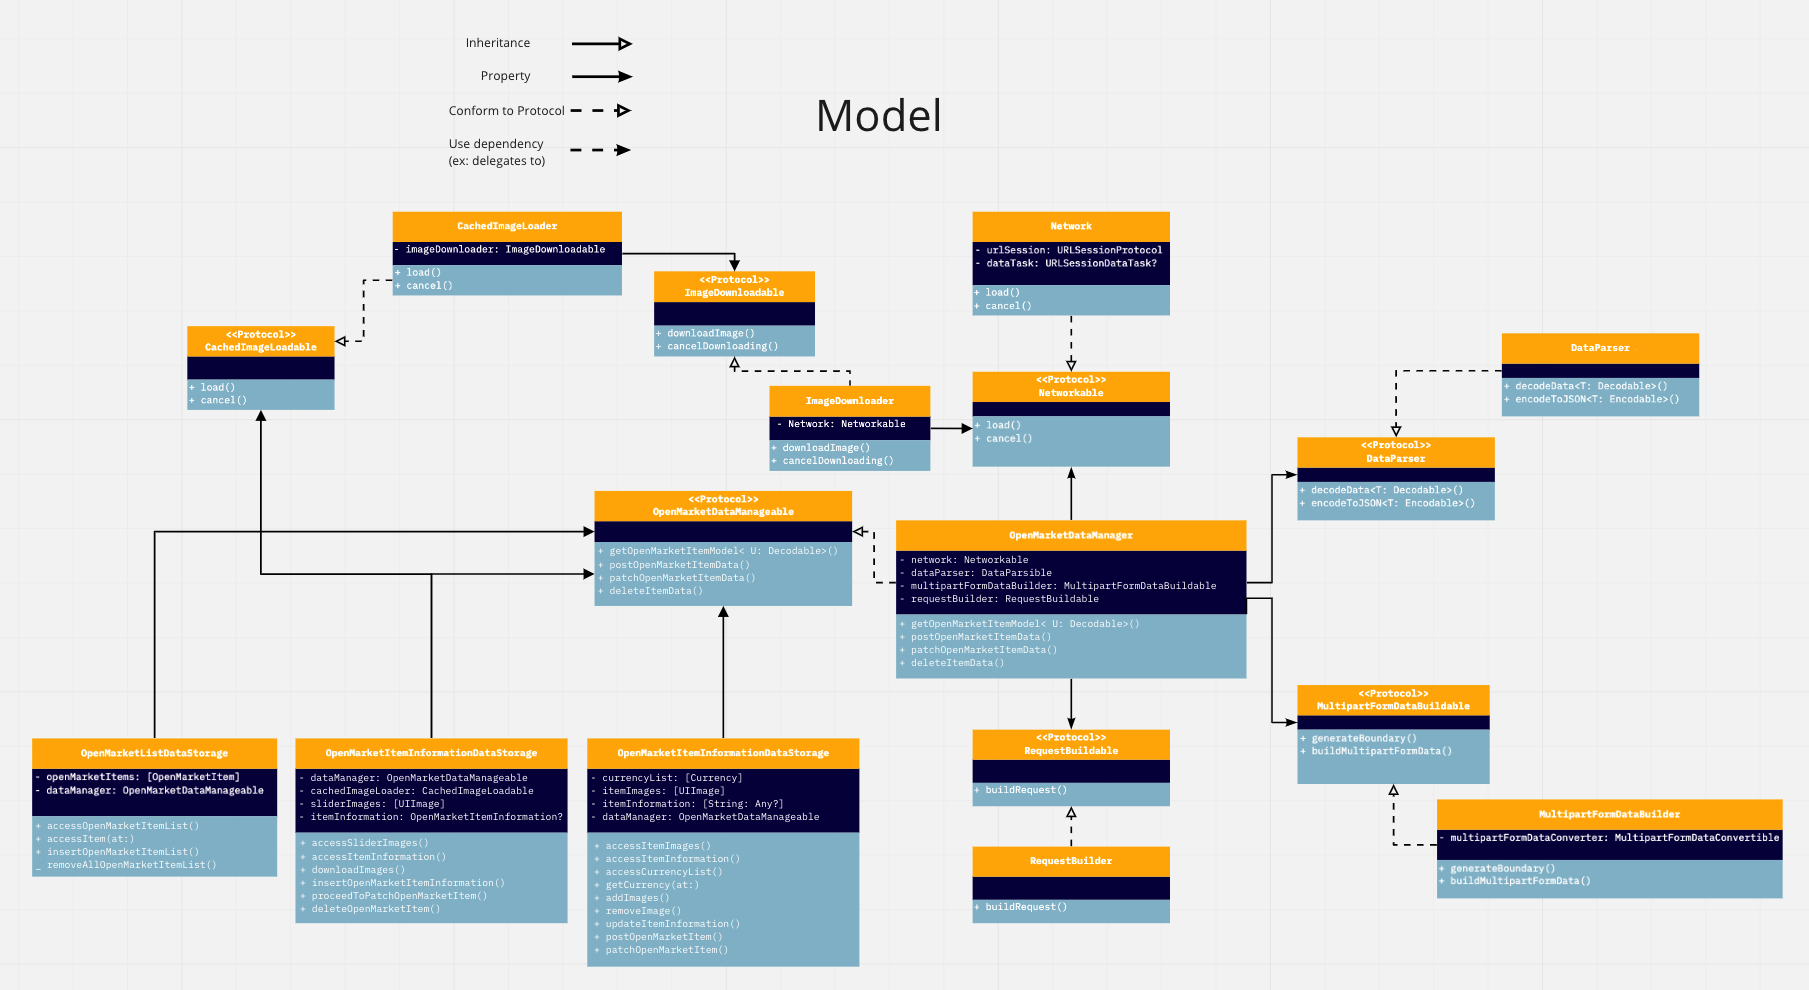 Inheritance
Property
Conform to Protocol
Use dependency
(ex: delegates to)
Model
CachedImageLoader
- imageDownloader: ImageDownloadable
+ load()
+ cancel()
<<Protocol>>
ImageDownloadable
+ downloadImage()
+ cancelDownloading()
Network
- urlSession: URLSessionProtocol
- dataTask: URLSessionDataTask?
+ load()
+ cancel()
<<Protocol>>
CachedImageLoadable
+ load()
+ cancel()
DataParser
+ decodeData<T: Decodable>()
+ encodeToJSON<T: Encodable>()
ImageDownloader
- Network: Networkable
+ downloadImage()
+ cancelDownloading()
<<Protocol>>
Networkable
+ load()
+ cancel()
<<Protocol>>
DataParser
+ decodeData<T: Decodable>()
+ encodeToJSON<T: Encodable>()
<<Protocol>>
OpenMarketDataManageable
+ getOpenMarketItemModel< U: Decodable>()
+ postOpenMarketItemData()
+ patchOpenMarketItemData()
+ deleteItemData()
OpenMarketDataManager
- network: Networkable
- dataParser: DataParsible
- multipartFormDataBuilder: MultipartFormDataBuildable
- requestBuilder: RequestBuildable
+ getOpenMarketItemModel< U: Decodable>()
+ postOpenMarketItemData()
+ patchOpenMarketItemData()
+ deleteItemData()
<<Protocol>>
MultipartFormDataBuildable
+ generateBoundary()
+ buildMultipartFormData()
OpenMarketListDataStorage
- openMarketItems: [OpenMarketItem]
- dataManager: OpenMarketDataManageable
+ accessOpenMarketItemList()
+ accessItem(at:)
+ insertOpenMarketItemList()
_ removeAllOpenMarketItemList()
OpenMarketItemInformationDataStorage
- dataManager: OpenMarketDataManageable
- cachedImageLoader: CachedImageLoadable
- sliderImages: [UIImage]
- itemInformation: OpenMarketItemInformation?
+ accessSliderImages()
+ accessItemInformation()
+ downloadImages()
+ insertOpenMarketItemInformation()
+ proceedToPatchOpenMarketItem()
+ deleteOpenMarketItem()
OpenMarketItemInformationDataStorage
- currencyList: [Currency]
- itemImages: [UIImage]
- itemInformation: [String: Any?]
- dataManager: OpenMarketDataManageable
+ accessItemImages()
+ accessItemInformation()
+ accessCurrencyList()
+ getCurrency(at:)
+ addImages()
+ removeImage()
+ updateItemInformation()
+ postOpenMarketItem()
+ patchOpenMarketItem()
<<Protocol>>
RequestBuildable
+ buildRequest()
RequestBuilder
+ buildRequest()
MultipartFormDataBuilder
- multipartFormDataConverter: MultipartFormDataConvertible
+ generateBoundary()
+ buildMultipartFormData()